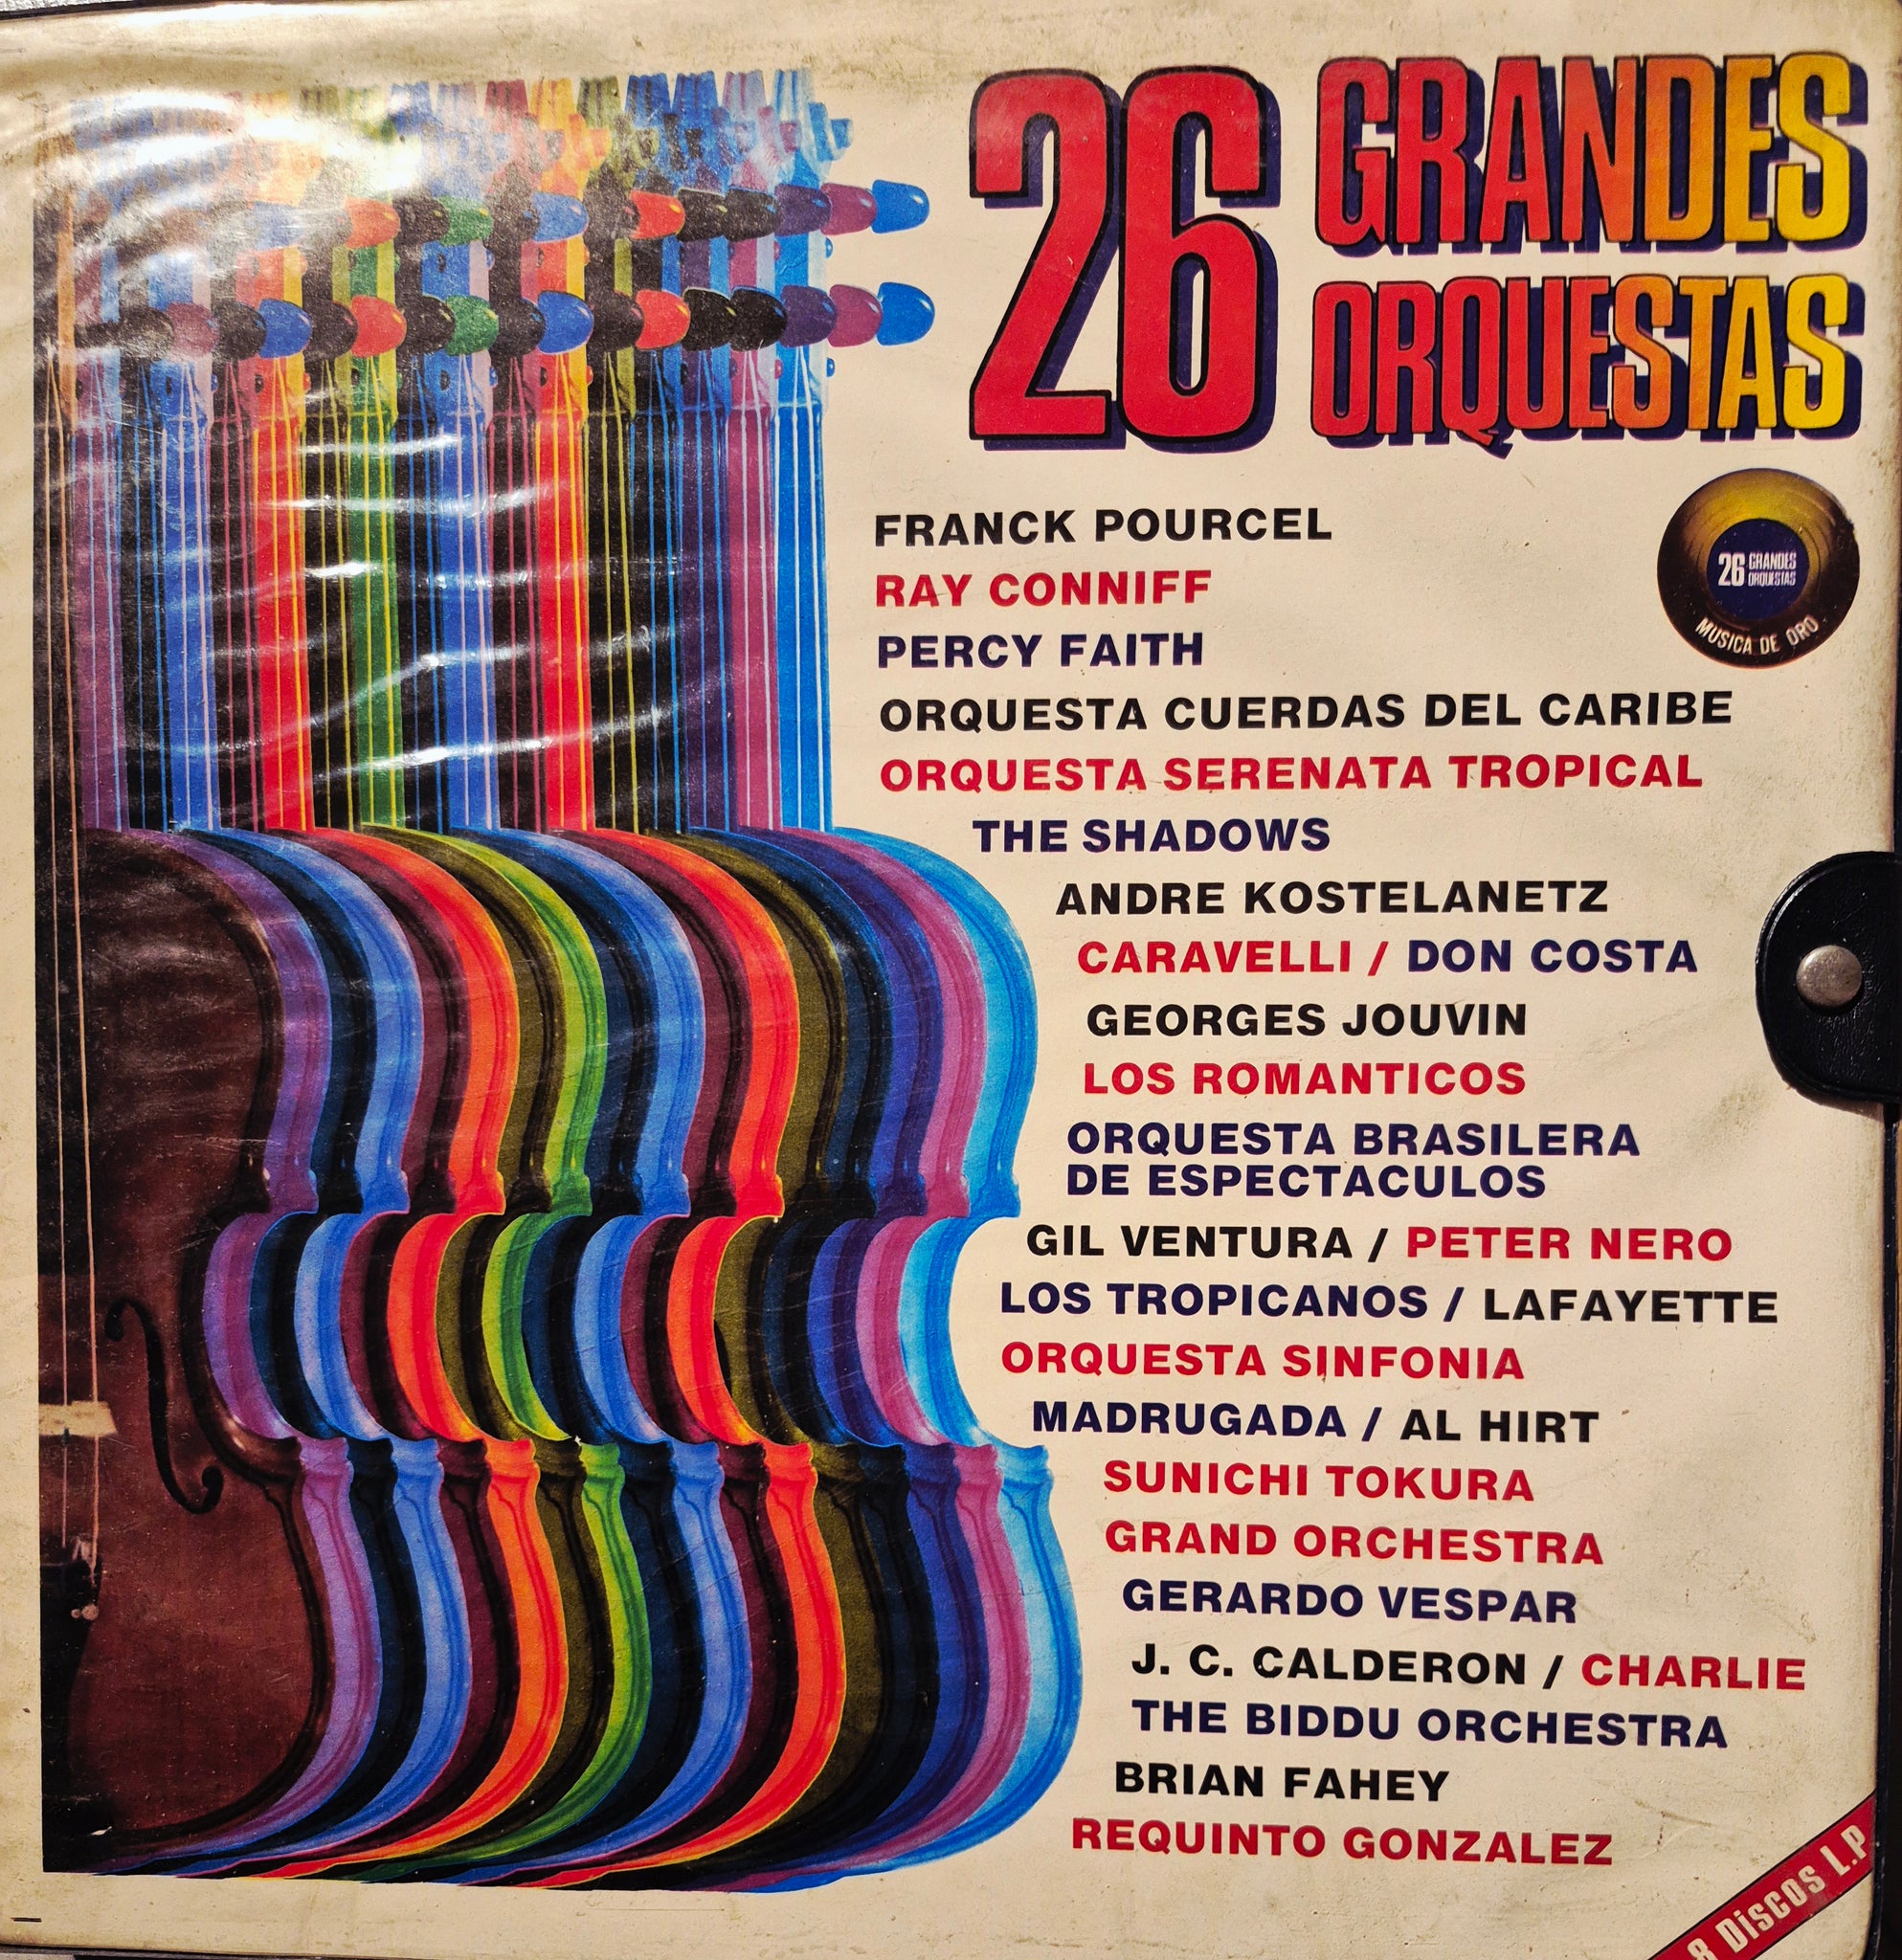 26 GRANDES
ORQUESTAS
FRANCK POURCEL
RAY CONNIFF
PERCY FAITH
26 GRANDES
ORQUESTAS
MUSICA DE ORO
ORQUESTA CUERDAS DEL CARIBE
ORQUESTA SERENATA TROPICAL
THE SHADOWS
ANDRE KOSTELANETZ
CARAVELLI / DON COSTA
GEORGES JOUVIN
LOS ROMANTICOS
ORQUESTA BRASILERA
DE ESPECTACULOS
GIL VENTURA / PETER NERO
LOS TROPICANOS / LAFAYETTE
ORQUESTA SINFONIA
MADRUGADA / AL HIRT
SUNICHI TOKURA
GRAND ORCHESTRA
GERARDO VESPAR
J. C. CALDERON / CHARLIE
THE BIDDU ORCHESTRA
BRIAN FAHEY
REQUINTO GONZALEZ
8 Discos L.P